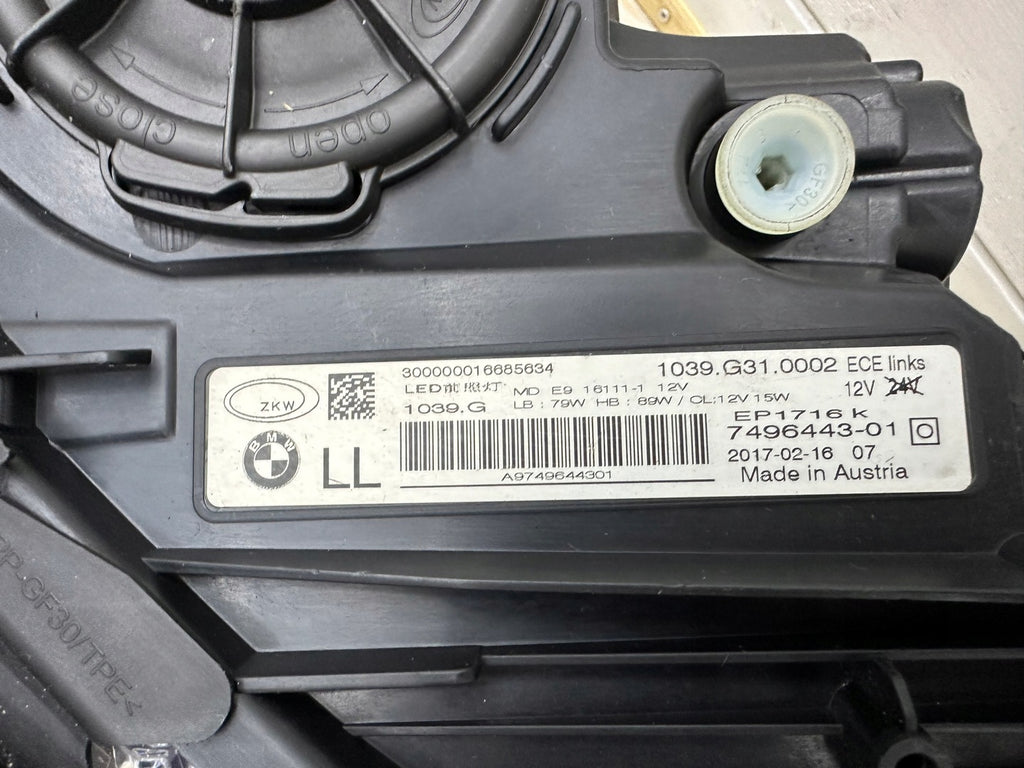 close
open
GF30<
300000016685634
1039.G31.0002 ECE links
LED前照灯 MD E9 16111-1 12V
12V 24V
1039.G LB : 79W HB : 89W / CL:12V 15W
EP1716 K
ZKW
7496443-01
BMW
LL
2017-02-16 07
A9749644301
Made in Austria
P-GF30/TPE<